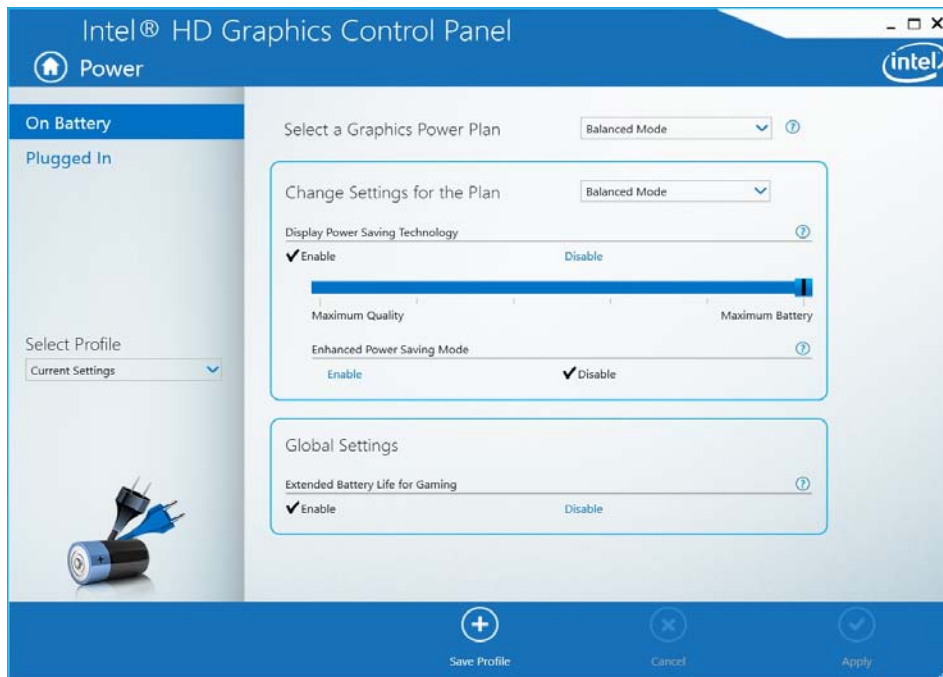 Intel® HD Graphics Control Panel
Power
intel
On Battery
Plugged In
Select Profile
Current Settings
Select a Graphics Power Plan
Balanced Mode
?
Change Settings for the Plan
Balanced Mode
Display Power Saving Technology
?
Enable
Disable
Maximum Quality
Maximum Battery
Enhanced Power Saving Mode
?
Enable
Disable
Global Settings
Extended Battery Life for Gaming
?
Enable
Disable
Save Profile
Cancel
Apply